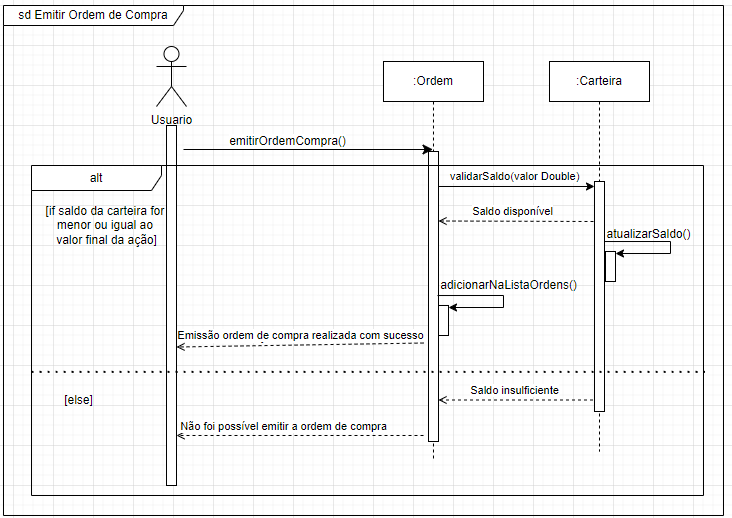 sd Emitir Ordem de Compra
:Ordem
:Carteira
Usuario
emitirOrdemCompra()
alt
validarSaldo(valor Double)
[if saldo da carteira for
menor ou igual ao
valor final da ação]
Saldo disponível
atualizarSaldo()
adicionarNaListaOrdens()
Emissão ordem de compra realizada com sucesso
Saldo insuficiente
[else]
Não foi possível emitir a ordem de compra